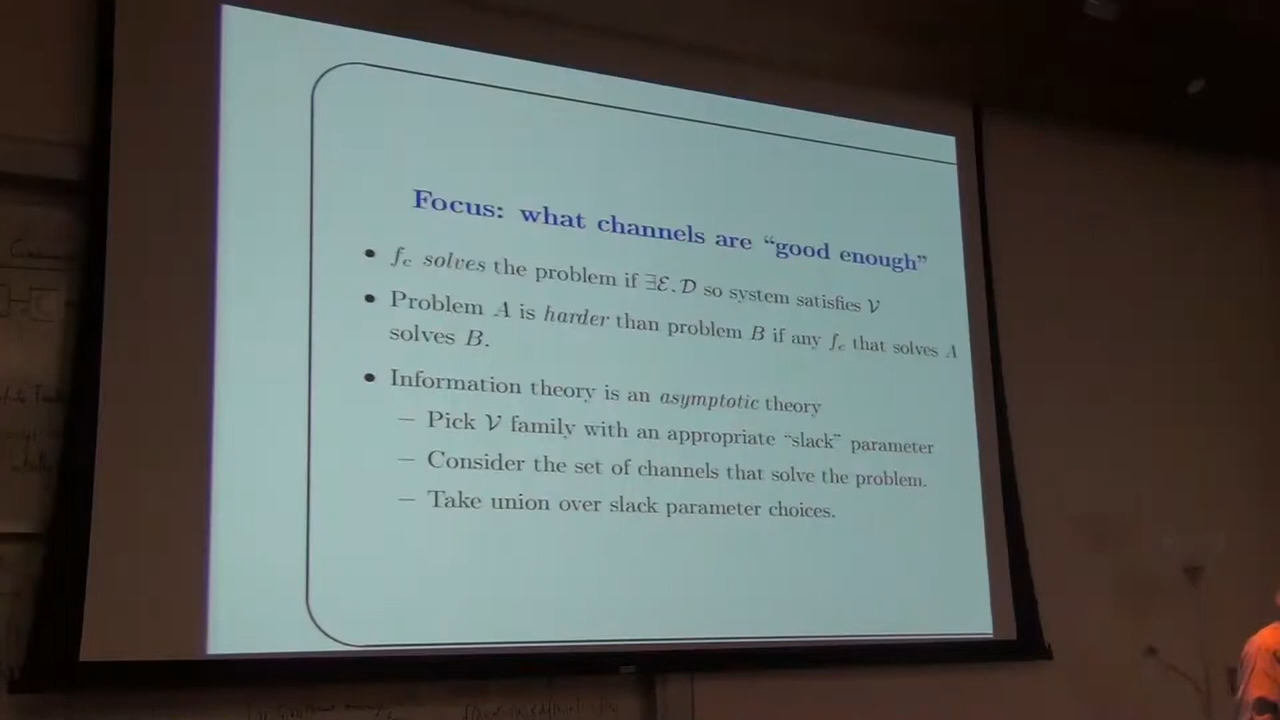 Focus: what channels are “good enough”
• f_c solves the problem if ∃ℰ, 𝒟 so system satisfies 𝒱
• Problem A is harder than problem B if any f_c that solves A
solves B.
• Information theory is an asymptotic theory
– Pick 𝒱 family with an appropriate “slack” parameter
– Consider the set of channels that solve the problem.
– Take union over slack parameter choices.